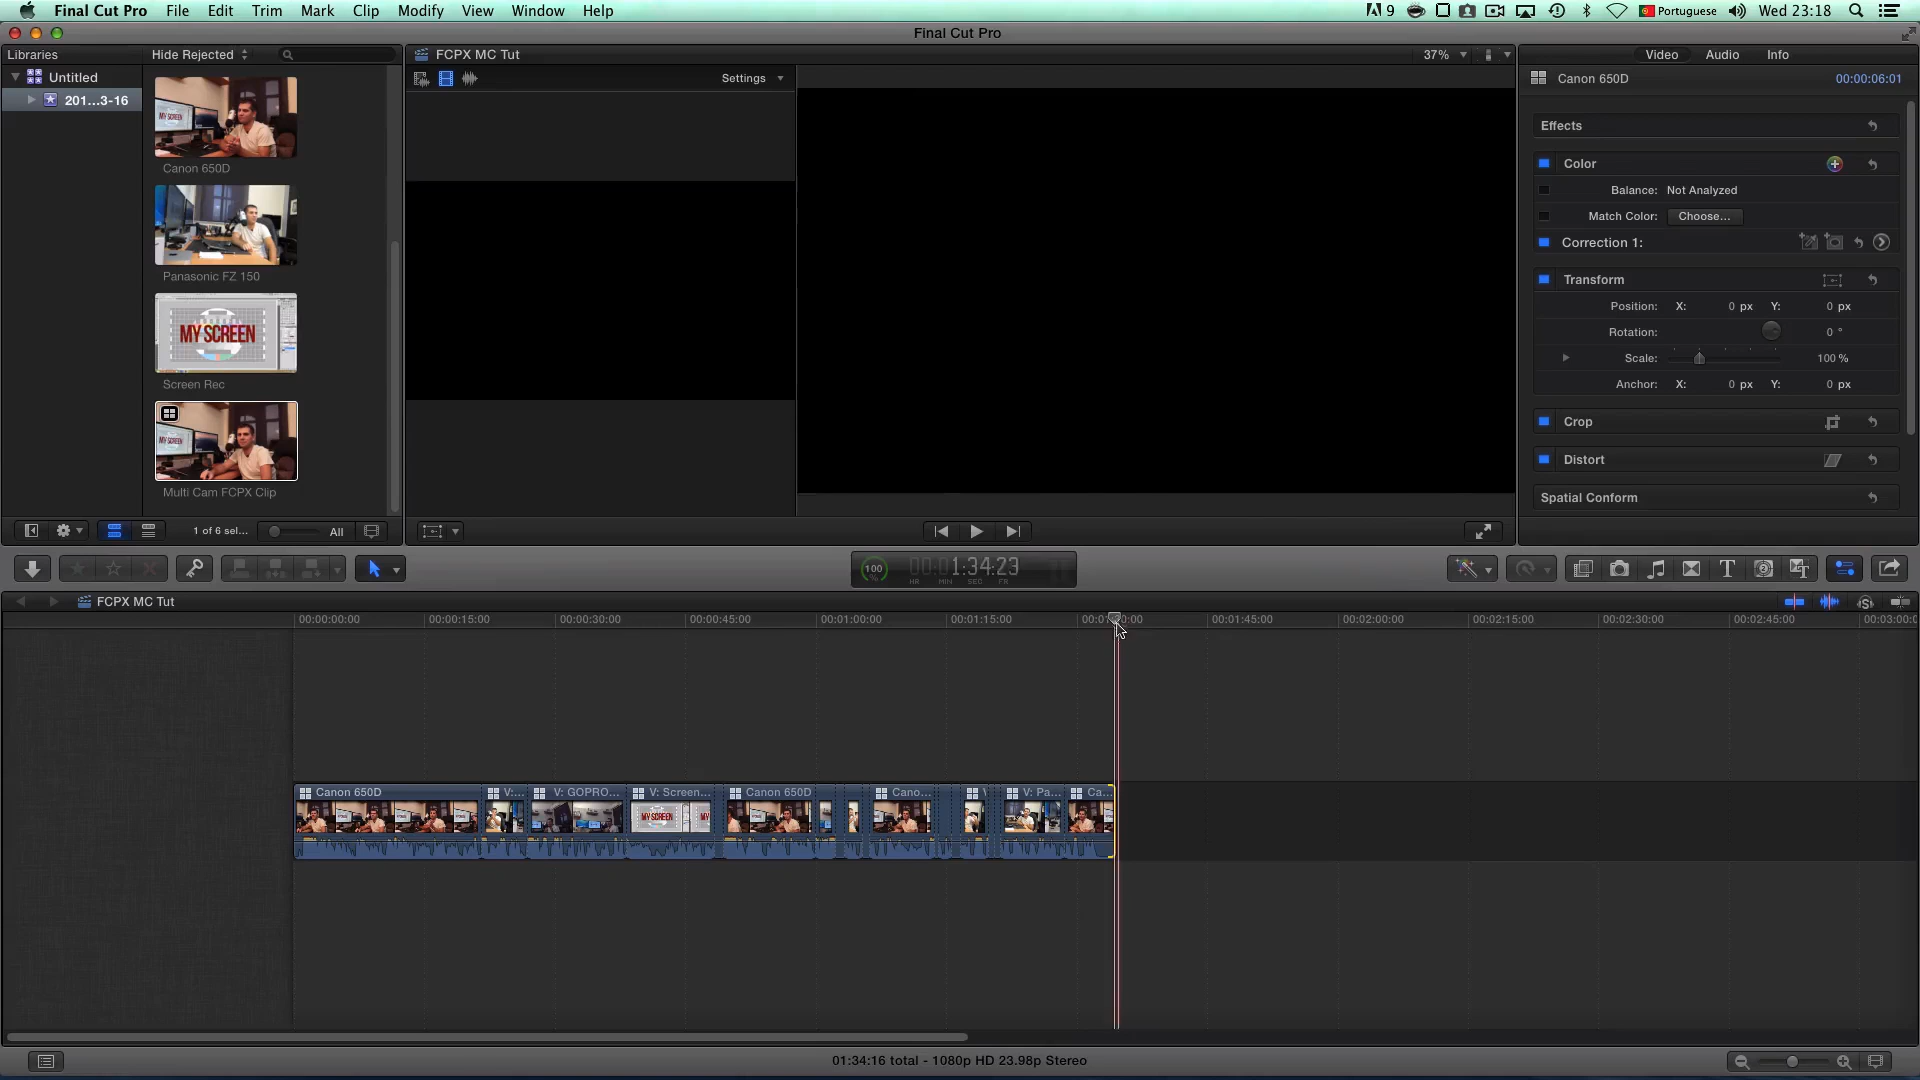 Final Cut Pro File Edit Trim Mark Clip Modify View Window Help 9 Portuguese Wed 23:18
Final Cut Pro
Libraries Hide Rejected FCPX MC Tut 37% Video Audio Info
Untitled Settings Canon 650D 00:00:06:01
201...3-16
Effects
Canon 650D Color
Balance: Not Analyzed
Match Color: Choose...
Correction 1:
Panasonic FZ 150 Transform
Position: X: 0 px Y: 0 px
MY SCREEN Rotation: 0 °
Scale: 100 %
Screen Rec Anchor: X: 0 px Y: 0 px
Crop
Distort
Multi Cam FCPX Clip Spatial Conform
1 of 6 sel... All
100 % 00:00:1:34:23
HR MIN SEC FR
FCPX MC Tut
00:00:00:00 00:00:15:00 00:00:30:00 00:00:45:00 00:01:00:00 00:01:15:00 00:01:45:00 00:02:00:00 00:02:15:00 00:02:30:00 00:02:45:00 00:03:00:0
Canon 650D V:... V: GOPRO... V: Screen... Canon 650D Cano... V: Pa... Ca...
MY SCREEN MY
01:34:16 total - 1080p HD 23.98p Stereo